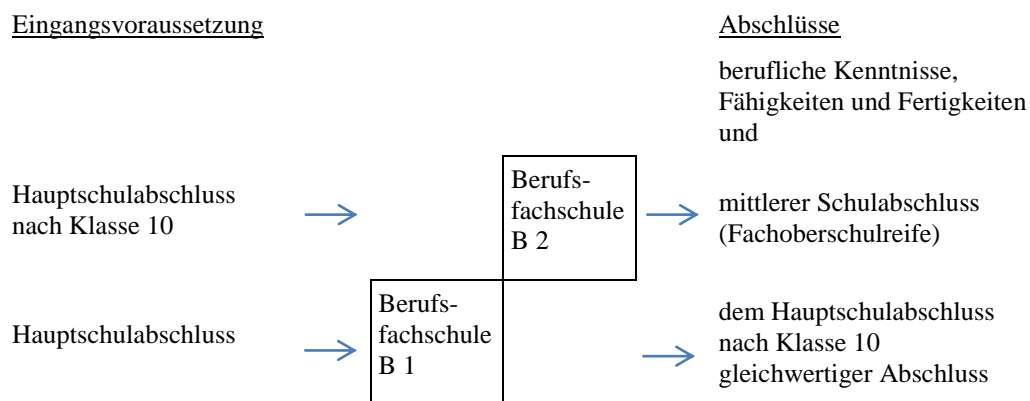 Eingangsvoraussetzung
Abschlüsse
berufliche Kenntnisse,
Fähigkeiten und Fertigkeiten
und
Hauptschulabschluss
nach Klasse 10
Berufs-
fachschule
B 2
mittlerer Schulabschluss
(Fachoberschulreife)
Hauptschulabschluss
Berufs-
fachschule
B 1
dem Hauptschulabschluss
nach Klasse 10
gleichwertiger Abschluss